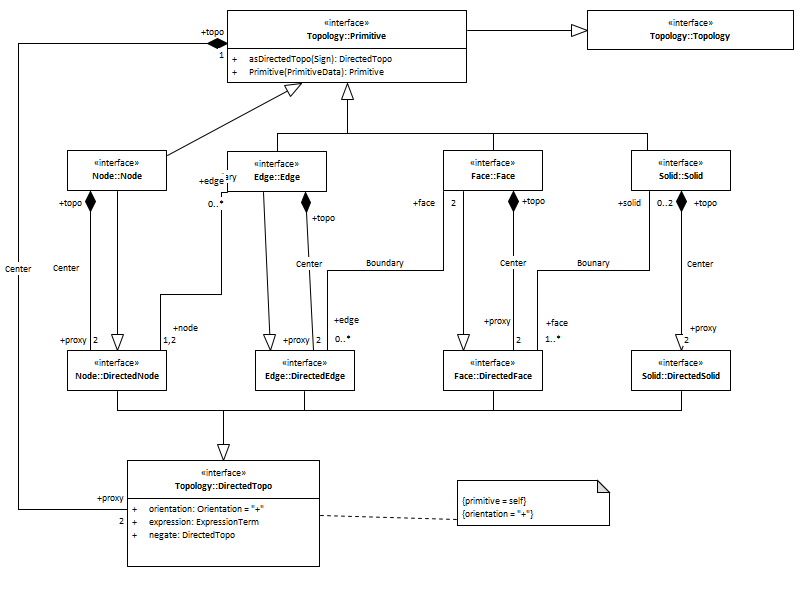 «interface»
Topology::Primitive
+ asDirectedTopo(Sign): DirectedTopo
+ Primitive(PrimitiveData): Primitive
«interface»
Topology::Topology
+topo
1
«interface»
Node::Node
«interface»
Edge::Edge
«interface»
Face::Face
«interface»
Solid::Solid
+edge
ary
0..*
+topo
+topo
+face
2
+topo
+solid
0..2
+topo
Center
Center
Center
Boundary
Center
Bounary
Center
+proxy
2
+node
1,2
+proxy
2
+edge
0..*
+proxy
2
+face
1..*
+proxy
2
«interface»
Node::DirectedNode
«interface»
Edge::DirectedEdge
«interface»
Face::DirectedFace
«interface»
Solid::DirectedSolid
«interface»
Topology::DirectedTopo
+proxy
2
+ orientation: Orientation = "+"
+ expression: ExpressionTerm
+ negate: DirectedTopo
{primitive = self}
{orientation = "+"}